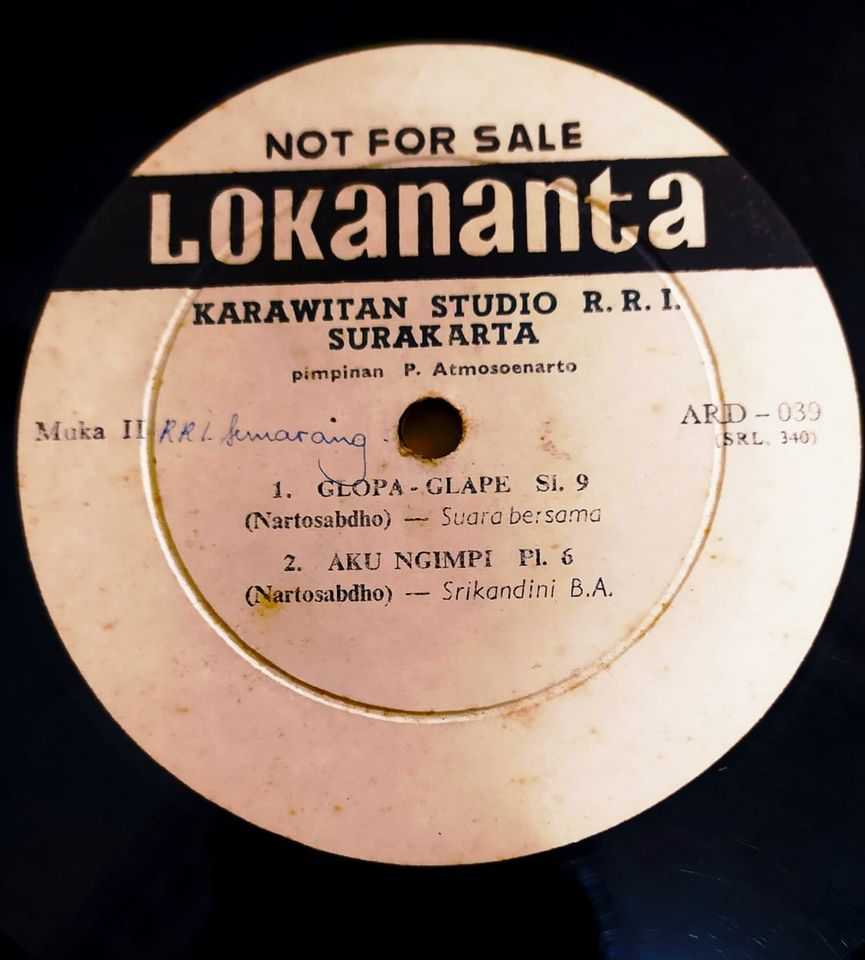 NOT FOR SALE
LOKananta
KARAWITAN STUDIO R. R. I.
SURAKARTA
pimpinan P. Atmosoenarto
Muka II RRI. Semarang. ARD - 039
(SRL. 340)
1. GLOPA - GLAPE Sl. 9
(Nartosabdho) — Suara bersama
2. AKU NGIMPI Pl. 6
(Nartosabdho) -- Srikandini B.A.